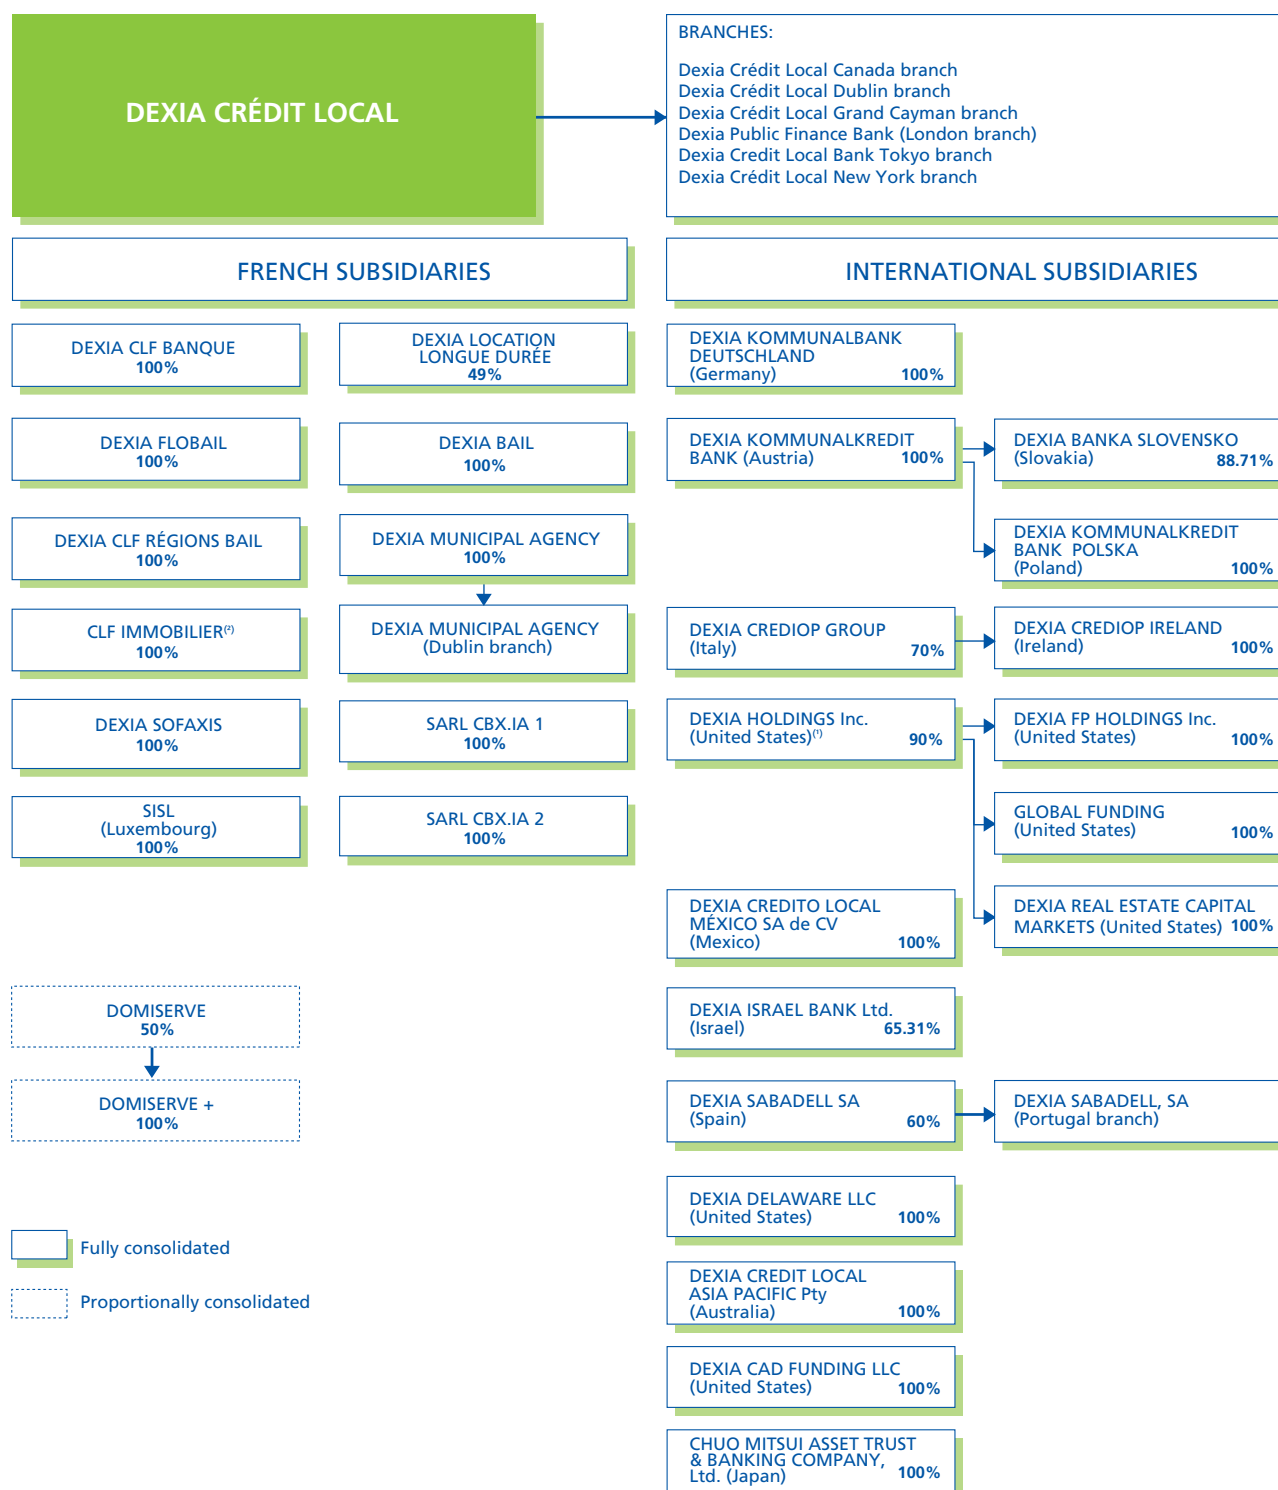 DEXIA CRÉDIT LOCAL
BRANCHES:
Dexia Crédit Local Canada branch
Dexia Crédit Local Dublin branch
Dexia Crédit Local Grand Cayman branch
Dexia Public Finance Bank (London branch)
Dexia Credit Local Bank Tokyo branch
Dexia Crédit Local New York branch
FRENCH SUBSIDIARIES
DEXIA CLF BANQUE
100%
DEXIA LOCATION
LONGUE DURÉE
49%
DEXIA FLOBAIL
100%
DEXIA BAIL
100%
DEXIA CLF RÉGIONS BAIL
100%
DEXIA MUNICIPAL AGENCY
100%
CLF IMMOBILIER(2)
100%
DEXIA MUNICIPAL AGENCY
(Dublin branch)
DEXIA SOFAXIS
100%
SARL CBX.IA 1
100%
SISL
(Luxembourg)
100%
SARL CBX.IA 2
100%
DOMISERVE
50%
DOMISERVE +
100%
Fully consolidated
Proportionally consolidated
INTERNATIONAL SUBSIDIARIES
DEXIA KOMMUNALBANK
DEUTSCHLAND
(Germany) 100%
DEXIA KOMMUNALKREDIT
BANK (Austria) 100%
DEXIA BANKA SLOVENSKO
(Slovakia) 88.71%
DEXIA KOMMUNALKREDIT
BANK POLSKA
(Poland) 100%
DEXIA CREDIOP GROUP
(Italy) 70%
DEXIA CREDIOP IRELAND
(Ireland) 100%
DEXIA HOLDINGS Inc.
(United States)(1) 90%
DEXIA FP HOLDINGS Inc.
(United States) 100%
GLOBAL FUNDING
(United States) 100%
DEXIA CREDITO LOCAL
MÉXICO SA de CV
(Mexico) 100%
DEXIA REAL ESTATE CAPITAL
MARKETS (United States) 100%
DEXIA ISRAEL BANK Ltd.
(Israel) 65.31%
DEXIA SABADELL SA
(Spain) 60%
DEXIA SABADELL, SA
(Portugal branch)
DEXIA DELAWARE LLC
(United States) 100%
DEXIA CREDIT LOCAL
ASIA PACIFIC Pty
(Australia) 100%
DEXIA CAD FUNDING LLC
(United States) 100%
CHUO MITSUI ASSET TRUST
& BANKING COMPANY,
Ltd. (Japan) 100%